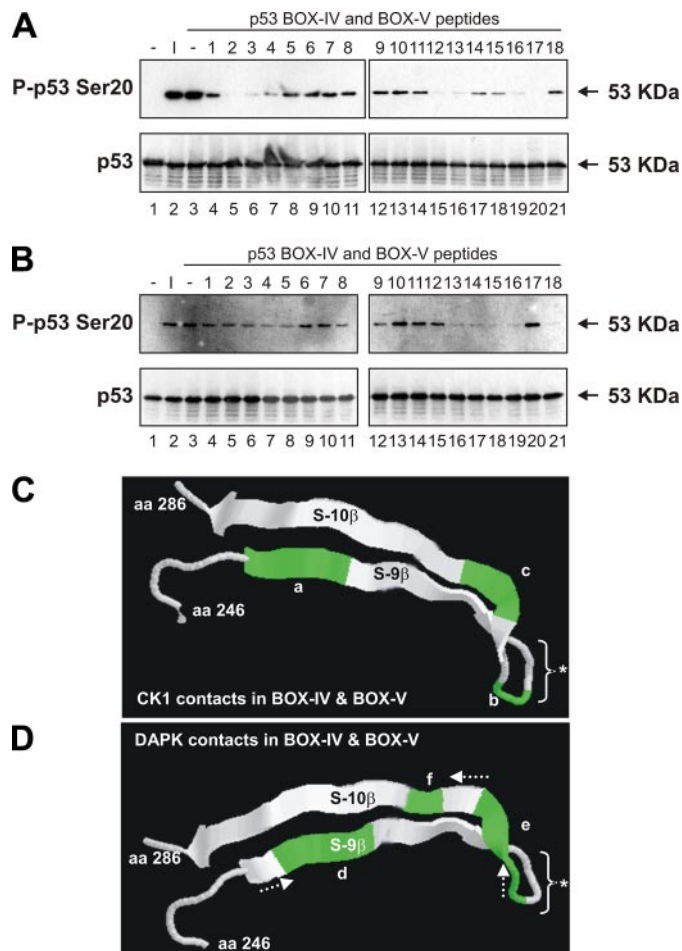 A
p53 BOX-IV and BOX-V peptides
- I - 1 2 3 4 5 6 7 8 9 10 11 12 13 14 15 16 17 18
P-p53 Ser20
53 KDa
p53
53 KDa
1 2 3 4 5 6 7 8 9 10 11 12 13 14 15 16 17 18 19 20 21
B
p53 BOX-IV and BOX-V peptides
- I - 1 2 3 4 5 6 7 8 9 10 11 12 13 14 15 16 17 18
P-p53 Ser20
53 KDa
p53
53 KDa
1 2 3 4 5 6 7 8 9 10 11 12 13 14 15 16 17 18 19 20 21
C
aa 286
S-10β
c
S-9β
a
aa 246
*
b
CK1 contacts in BOX-IV & BOX-V
D
DAPK contacts in BOX-IV & BOX-V
f
S-10β
e
aa 286
S-9β
d
*
aa 246